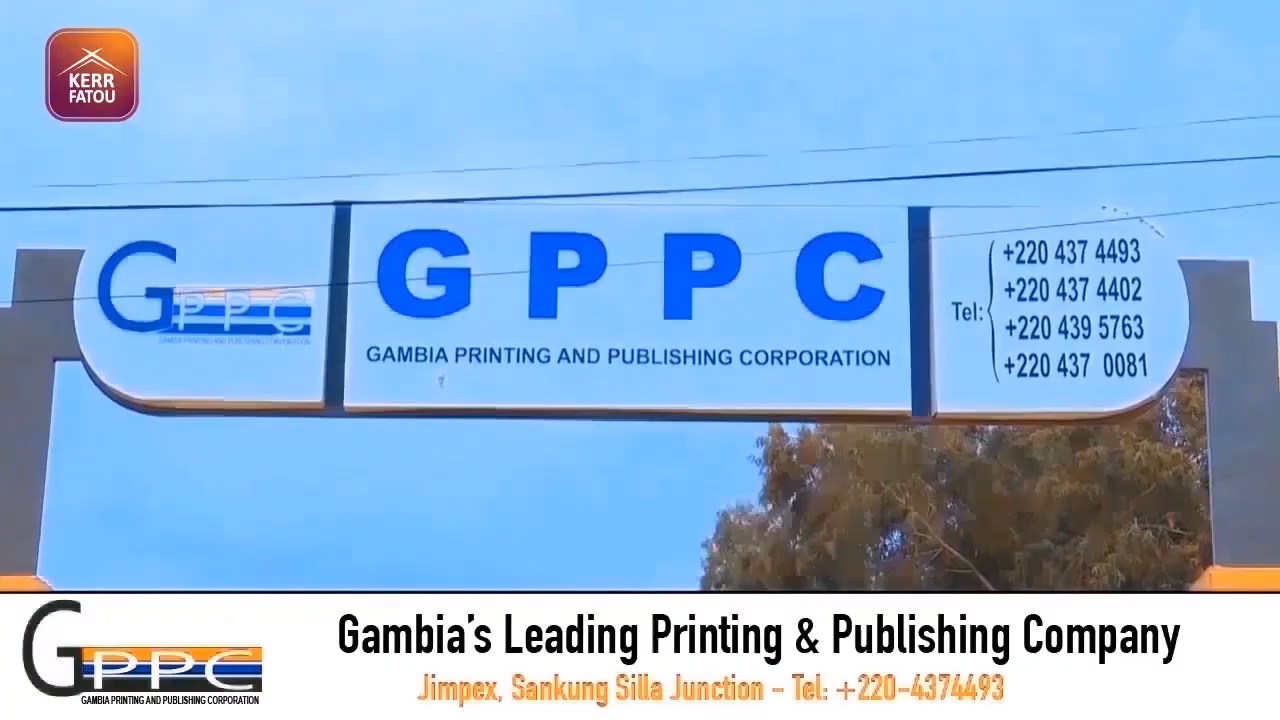 KERR
FATOU
GPPC
GAMBIA PRINTING AND PUBLISHING CORPORATION
G P P C
GAMBIA PRINTING AND PUBLISHING CORPORATION
Tel:
+220 437 4493
+220 437 4402
+220 439 5763
+220 437 0081
GPPC
GAMBIA PRINTING AND PUBLISHING CORPORATION
Gambia's Leading Printing & Publishing Company
Jimpex, Sankung Silla Junction - Tel: +220-4374493